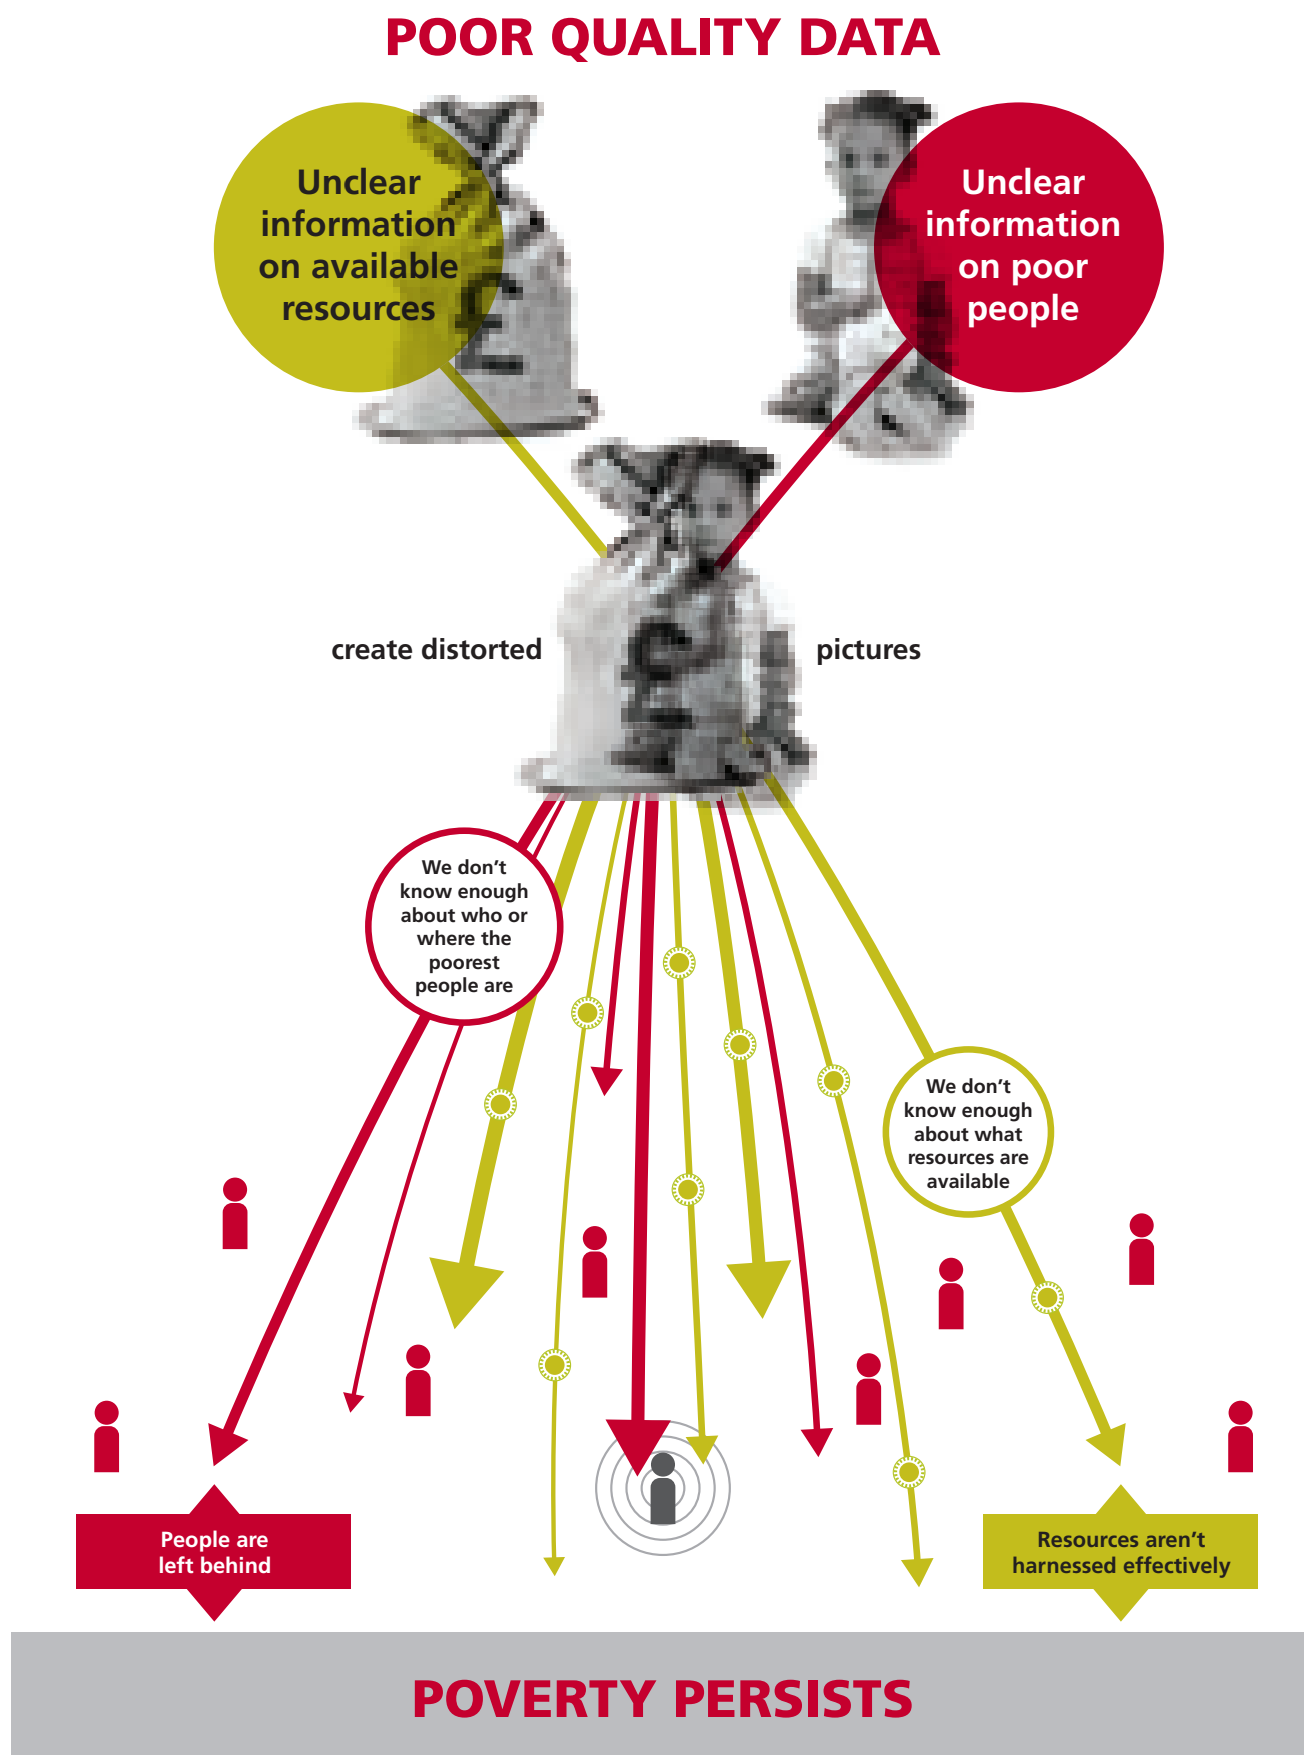 POOR QUALITY DATA
Unclear
information
on available
resources
Unclear
information
on poor
people
create distorted
pictures
We don't
know enough
about who or
where the
poorest
people are
We don't
know enough
about what
resources are
available
People are
left behind
Resources aren't
harnessed effectively
POVERTY PERSISTS